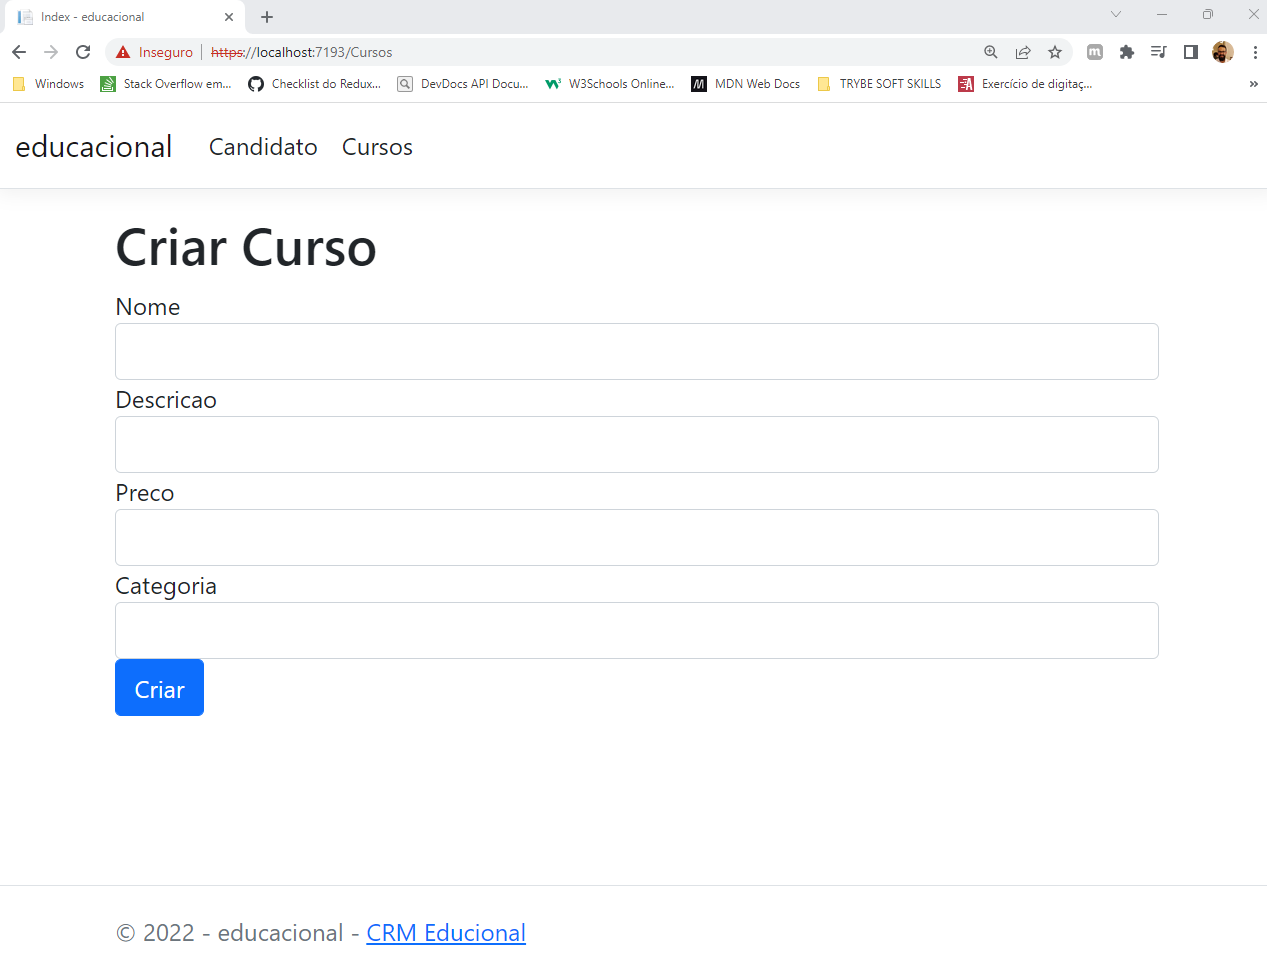 Index - educacional
Inseguro https://localhost:7193/Cursos
Windows Stack Overflow em... Checklist do Redux... DevDocs API Docu... W3Schools Online... MDN Web Docs TRYBE SOFT SKILLS Exercício de digitaç... »
educacional Candidato Cursos
Criar Curso
Nome
Descricao
Preco
Categoria
Criar
© 2022 - educacional - CRM Educional